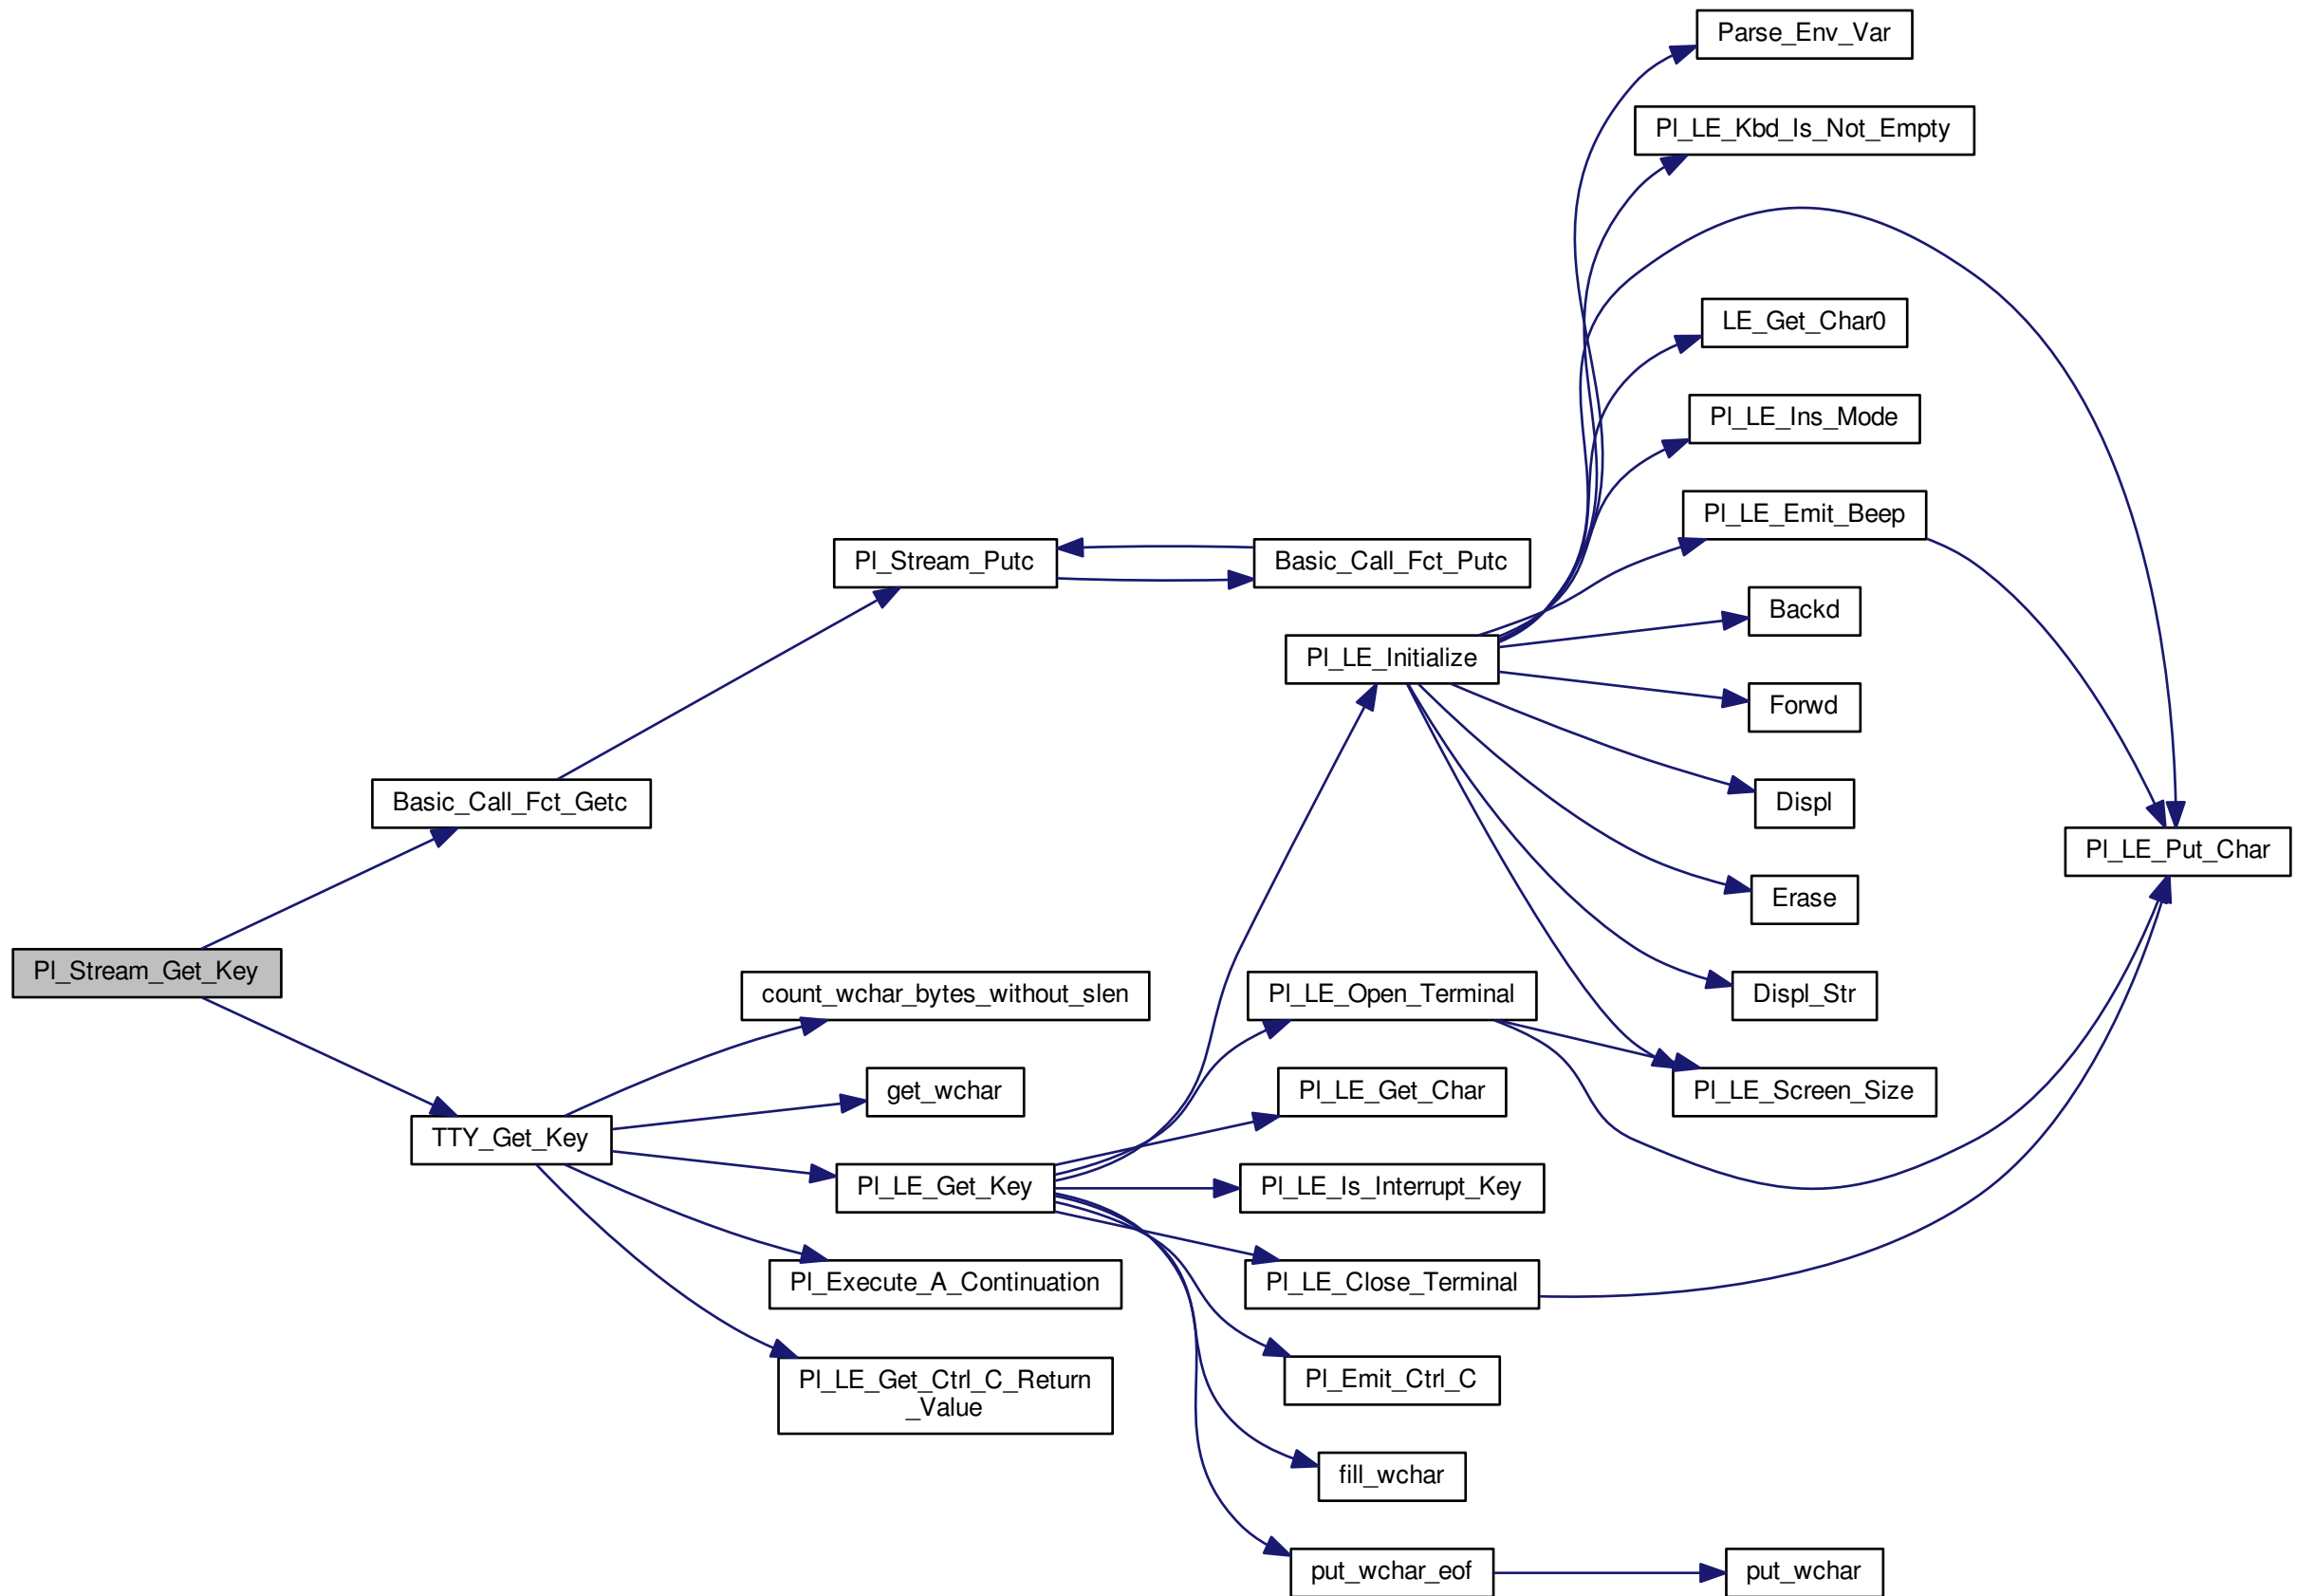 Parse_Env_Var
Pl_LE_Kbd_Is_Not_Empty
LE_Get_Char0
Pl_LE_Ins_Mode
Pl_LE_Emit_Beep
Pl_Stream_Putc
Basic_Call_Fct_Putc
Backd
Pl_LE_Initialize
Forwd
Basic_Call_Fct_Getc
Displ
Pl_LE_Put_Char
Erase
Pl_Stream_Get_Key
count_wchar_bytes_without_slen
Pl_LE_Open_Terminal
Displ_Str
get_wchar
Pl_LE_Get_Char
Pl_LE_Screen_Size
TTY_Get_Key
Pl_LE_Get_Key
Pl_LE_Is_Interrupt_Key
Pl_Execute_A_Continuation
Pl_LE_Close_Terminal
Pl_LE_Get_Ctrl_C_Return
_Value
Pl_Emit_Ctrl_C
fill_wchar
put_wchar_eof
put_wchar